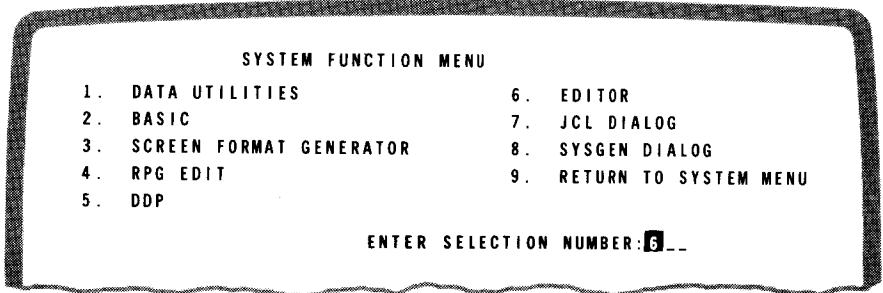 SYSTEM FUNCTION MENU
1. DATA UTILITIES
2. BASIC
3. SCREEN FORMAT GENERATOR
4. RPG EDIT
5. DDP
6. EDITOR
7. JCL DIALOG
8. SYSGEN DIALOG
9. RETURN TO SYSTEM MENU
ENTER SELECTION NUMBER:6__